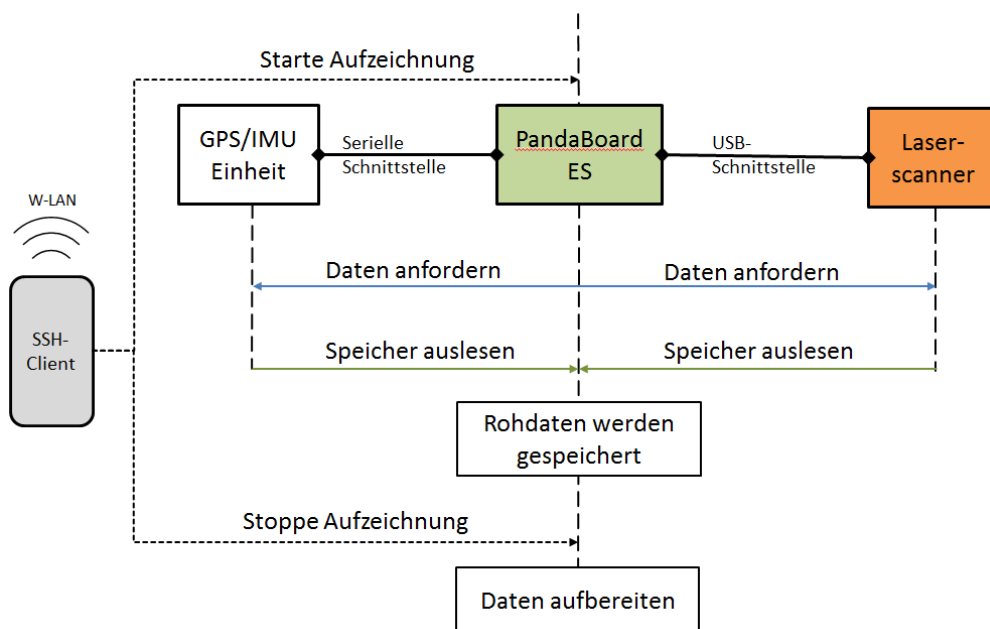 Starte Aufzeichnung
GPS/IMU
Einheit
Serielle
Schnittstelle
PandaBoard
ES
USB-
Schnittstelle
Laser-
scanner
W-LAN
SSH-
Client
Daten anfordern
Daten anfordern
Speicher auslesen
Speicher auslesen
Rohdaten werden
gespeichert
Stoppe Aufzeichnung
Daten aufbereiten